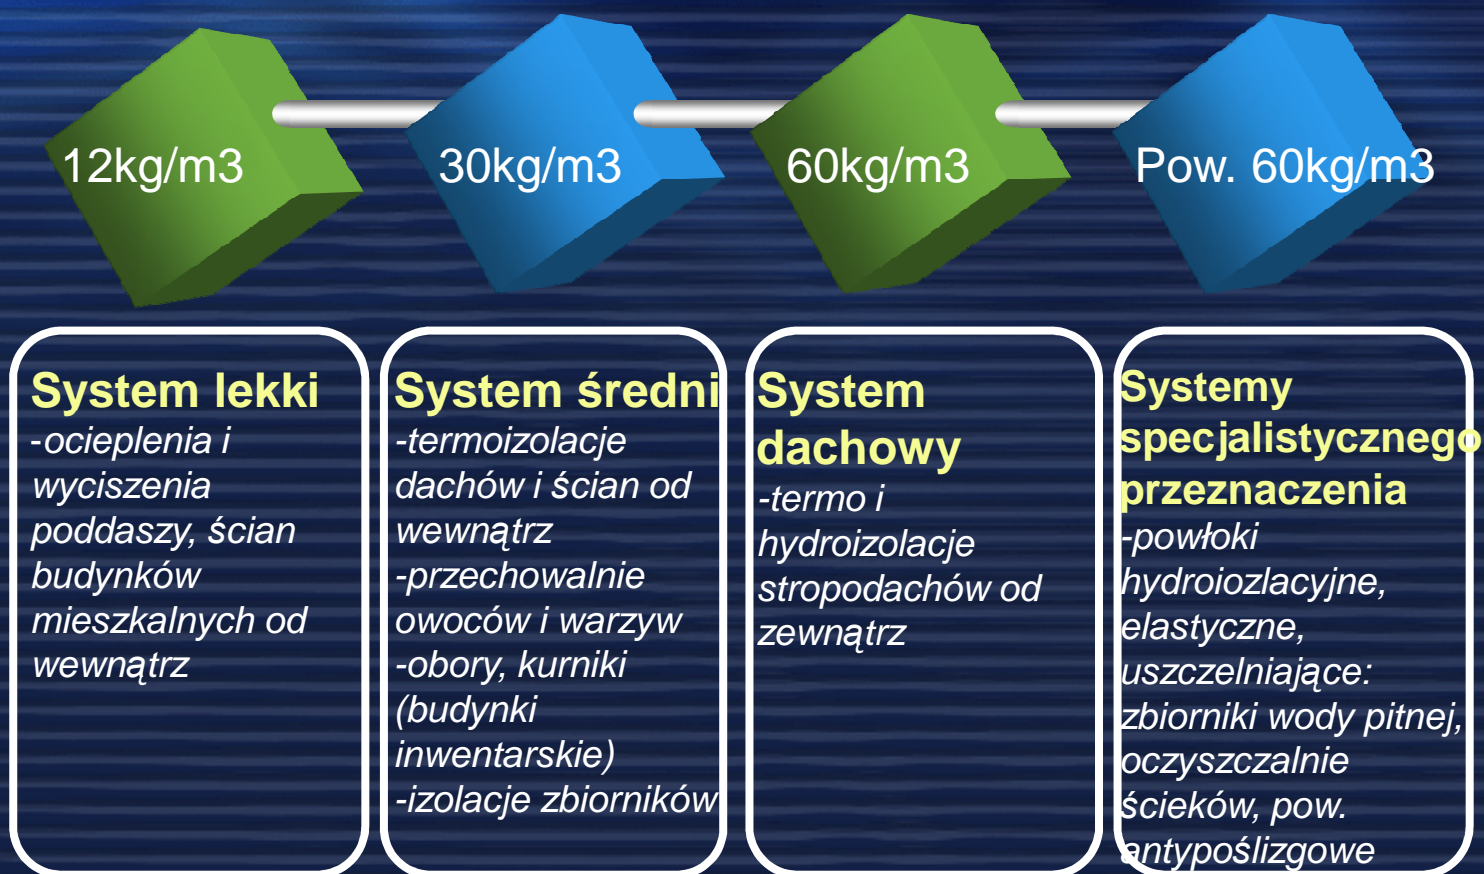 12kg/m3
30kg/m3
60kg/m3
Pow. 60kg/m3
System lekki
-ocieplenia i
wyciszenia
poddaszy, ścian
budynków
mieszkalnych od
wewnątrz
System średni
-termoizolacje
dachów i ścian od
wewnątrz
-przechowalnie
owoców i warzyw
-obory, kurniki
(budynki
inwentarskie)
-izolacje zbiorników
System
dachowy
-termo i
hydroizolacje
stropodachów od
zewnątrz
Systemy
specjalistycznego
przeznaczenia
-powłoki
hydroiozlacyjne,
elastyczne,
uszczelniające:
zbiorniki wody pitnej,
oczyszczalnie
ścieków, pow.
antypoślizgowe